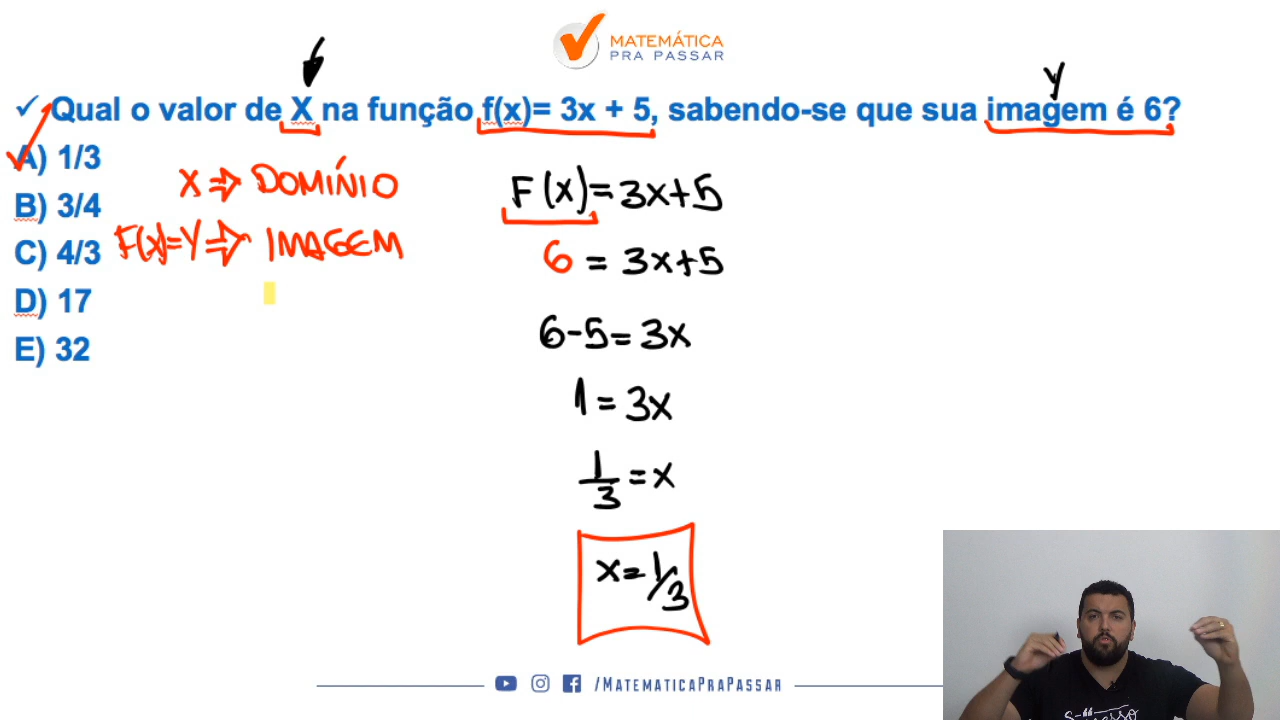 MATEMÁTICA
PRA PASSAR
Y
✓ Qual o valor de X na função f(x)= 3x + 5, sabendo-se que sua imagem é 6?
A) 1/3
B) 3/4
C) 4/3
D) 17
E) 32
X ⇒ DOMÍNIO
F(x)=Y ⇒ IMAGEM
F(x)=3x+5
6 = 3x+5
6-5=3x
1=3x
1/3=x
x=1/3
/MATEMATICAPRAPASSAR